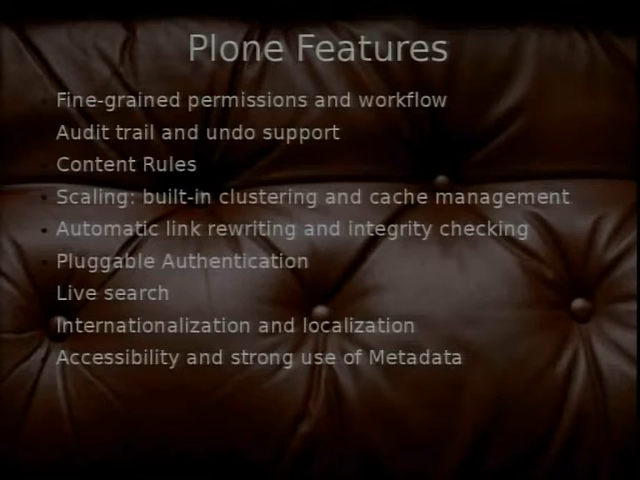 Plone Features
Fine-grained permissions and workflow
Audit trail and undo support
Content Rules
Scaling: built-in clustering and cache management
Automatic link rewriting and integrity checking
Pluggable Authentication
Live search
Internationalization and localization
Accessibility and strong use of Metadata